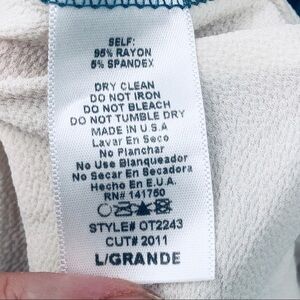 SELF:
95% RAYON
5% SPANDEX
DRY CLEAN
DO NOT IRON
DO NOT BLEACH
DO NOT TUMBLE DRY
MADE IN U.S.A
Lavar En Seco
No Planchar
No Use Blanqueador
No Secar En Secadora
Hecho En E.U.A.
RN# 141760
STYLE# OT2243
CUT# 2011
L/GRANDE